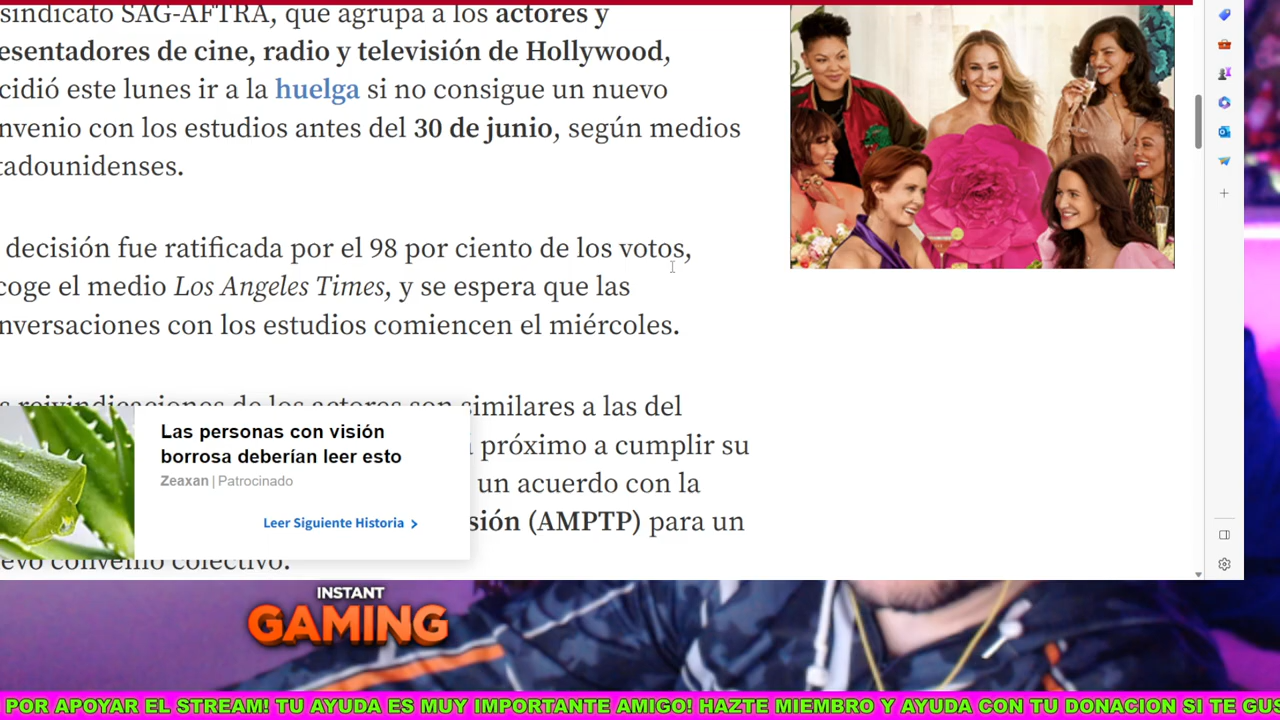 sindicato SAG-AFTRA, que agrupa a los actores y
esentadores de cine, radio y televisión de Hollywood,
cidió este lunes ir a la huelga si no consigue un nuevo
nvenio con los estudios antes del 30 de junio, según medios
tadounidenses.
decisión fue ratificada por el 98 por ciento de los votos,
coge el medio Los Angeles Times, y se espera que las
nversaciones con los estudios comiencen el miércoles.
s reivindicaciones de los actores son similares a las del
próximo a cumplir su
un acuerdo con la
sión (AMPTP) para un
evo convenio colectivo.
Las personas con visión
borrosa deberían leer esto
Zeaxan | Patrocinado
Leer Siguiente Historia >
INSTANT
GAMING
POR APOYAR EL STREAM! TU AYUDA ES MUY IMPORTANTE AMIGO! HAZTE MIEMBRO Y AYUDA CON TU DONACION SI TE GUS